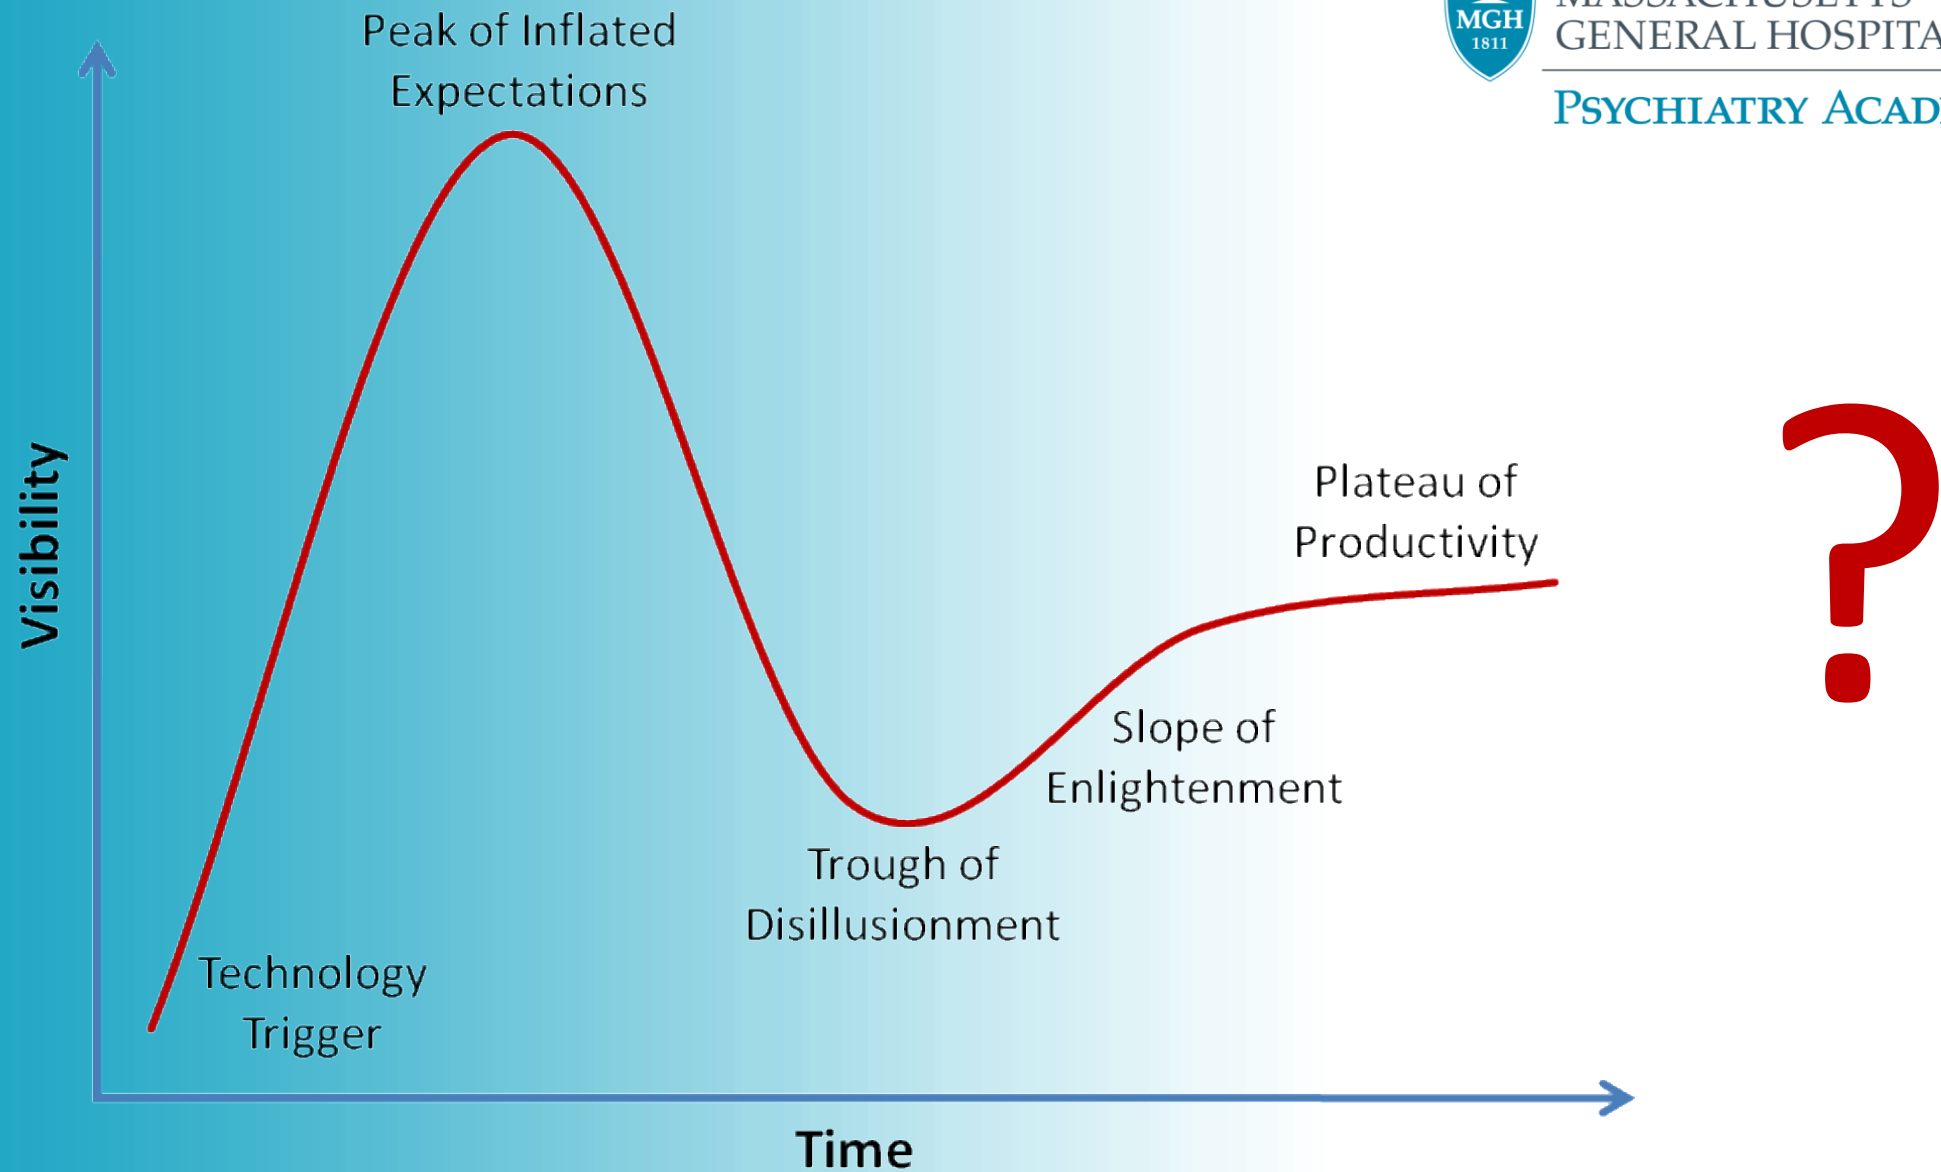 Peak of Inflated
Expectations
MGH
1811
GENERAL HOSPITA
PSYCHIATRY ACAD
Visibility
Plateau of
Productivity
?
Slope of
Enlightenment
Trough of
Disillusionment
Technology
Trigger
Time